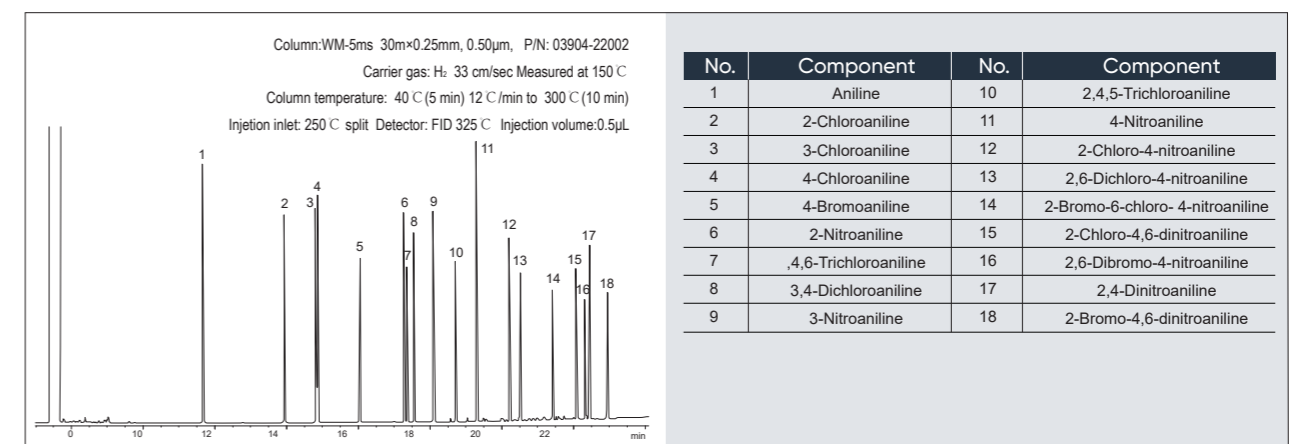 Column:WM-5ms 30m×0.25mm, 0.50μm, P/N: 03904-22002
Carrier gas: H₂ 33 cm/sec Measured at 150℃
Column temperature: 40℃(5 min) 12℃/min to 300℃(10 min)
Injetion inlet: 250℃ split Detector: FID 325℃ Injection volume:0.5μL
1
2
3
4
5
6
7
8
9
10
11
12
13
14
15
16
17
18
0 10 12 14 16 18 20 22 min
No. Component No. Component
1 Aniline 10 2,4,5-Trichloroaniline
2 2-Chloroaniline 11 4-Nitroaniline
3 3-Chloroaniline 12 2-Chloro-4-nitroaniline
4 4-Chloroaniline 13 2,6-Dichloro-4-nitroaniline
5 4-Bromoaniline 14 2-Bromo-6-chloro- 4-nitroaniline
6 2-Nitroaniline 15 2-Chloro-4,6-dinitroaniline
7 ,4,6-Trichloroaniline 16 2,6-Dibromo-4-nitroaniline
8 3,4-Dichloroaniline 17 2,4-Dinitroaniline
9 3-Nitroaniline 18 2-Bromo-4,6-dinitroaniline